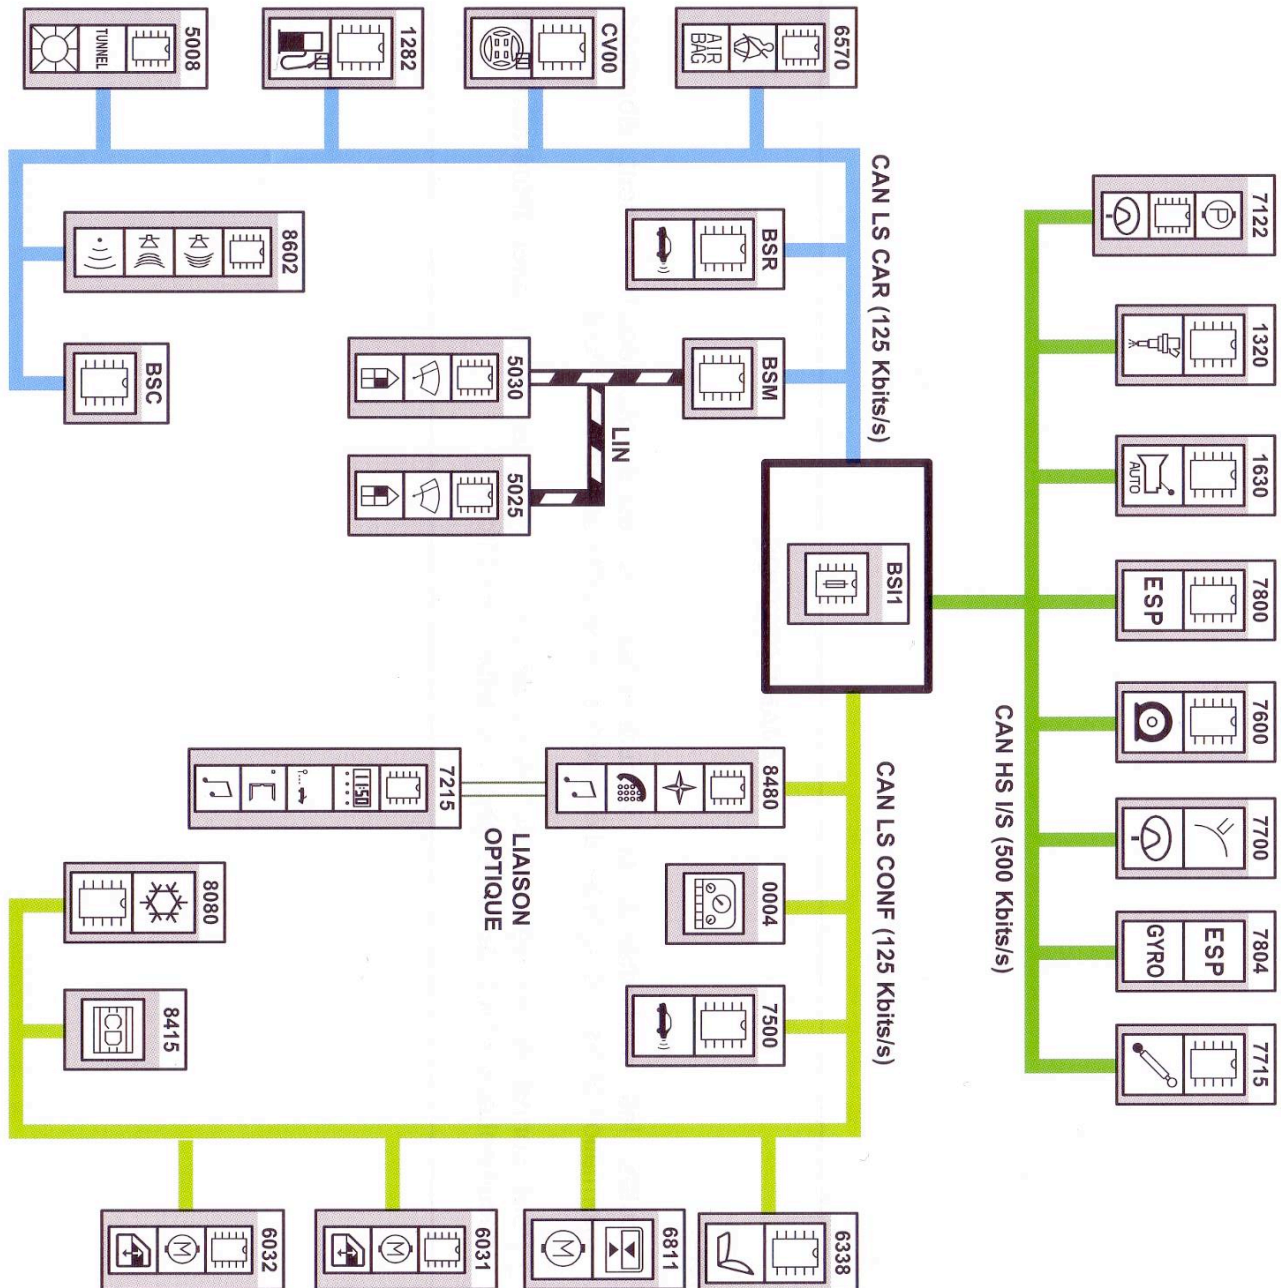 7122
P
1320
1630
AUTO
7800
ESP
7600
7700
7804
ESP
GYRO
7715
CAN HS I/S (500 Kbits/s)
6570
AIR
BAG
CV00
1282
5008
TUNNEL
CAN LS CAR (125 Kbits/s)
BSR
BSM
8602
BSC
5030
LIN
5025
BSI1
CAN LS CONF (125 Kbits/s)
8480
0004
7500
7215
11:50
LIAISON
OPTIQUE
8080
8415
CD
6338
6811
M
6031
M
6032
M